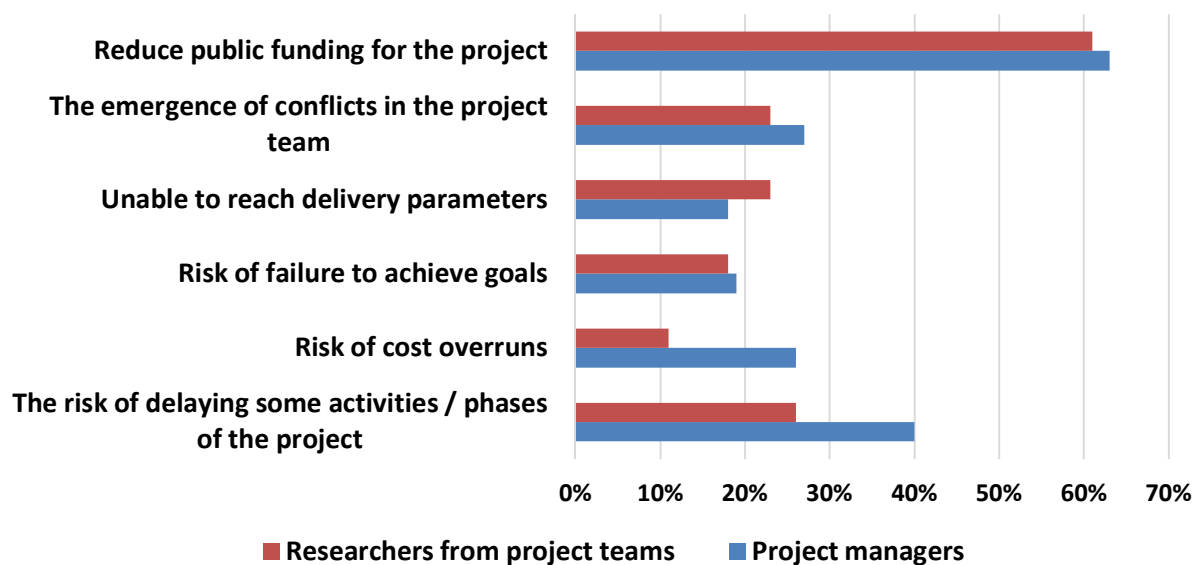 Reduce public funding for the project
The emergence of conflicts in the project
team
Unable to reach delivery parameters
Risk of failure to achieve goals
Risk of cost overruns
The risk of delaying some activities / phases
of the project
0% 10% 20% 30% 40% 50% 60% 70%
Researchers from project teams Project managers